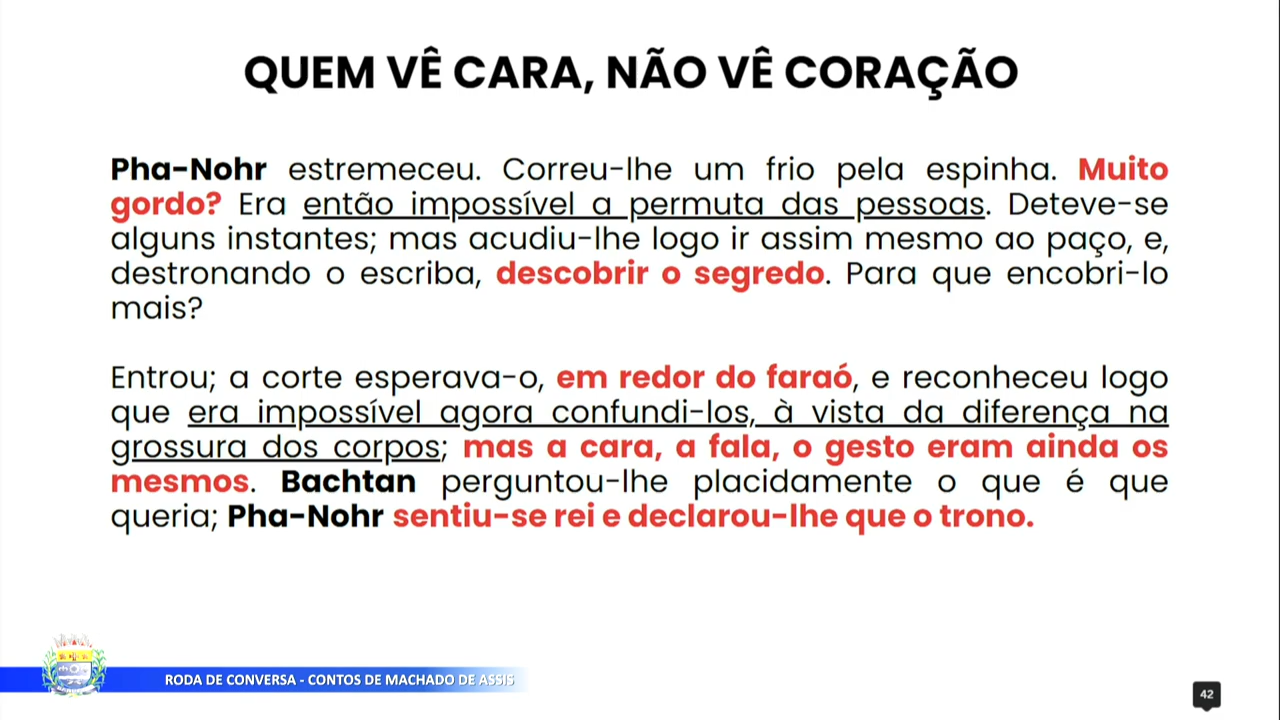 QUEM VÊ CARA, NÃO VÊ CORAÇÃO
Pha-Nohr estremeceu. Correu-lhe um frio pela espinha. Muito
gordo? Era então impossível a permuta das pessoas. Deteve-se
alguns instantes; mas acudiu-lhe logo ir assim mesmo ao paço, e,
destronando o escriba, descobrir o segredo. Para que encobri-lo
mais?
Entrou; a corte esperava-o, em redor do faraó, e reconheceu logo
que era impossível agora confundi-los, à vista da diferença na
grossura dos corpos; mas a cara, a fala, o gesto eram ainda os
mesmos. Bachtan perguntou-lhe placidamente o que é que
queria; Pha-Nohr sentiu-se rei e declarou-lhe que o trono.
RODA DE CONVERSA - CONTOS DE MACHADO DE ASSIS
42